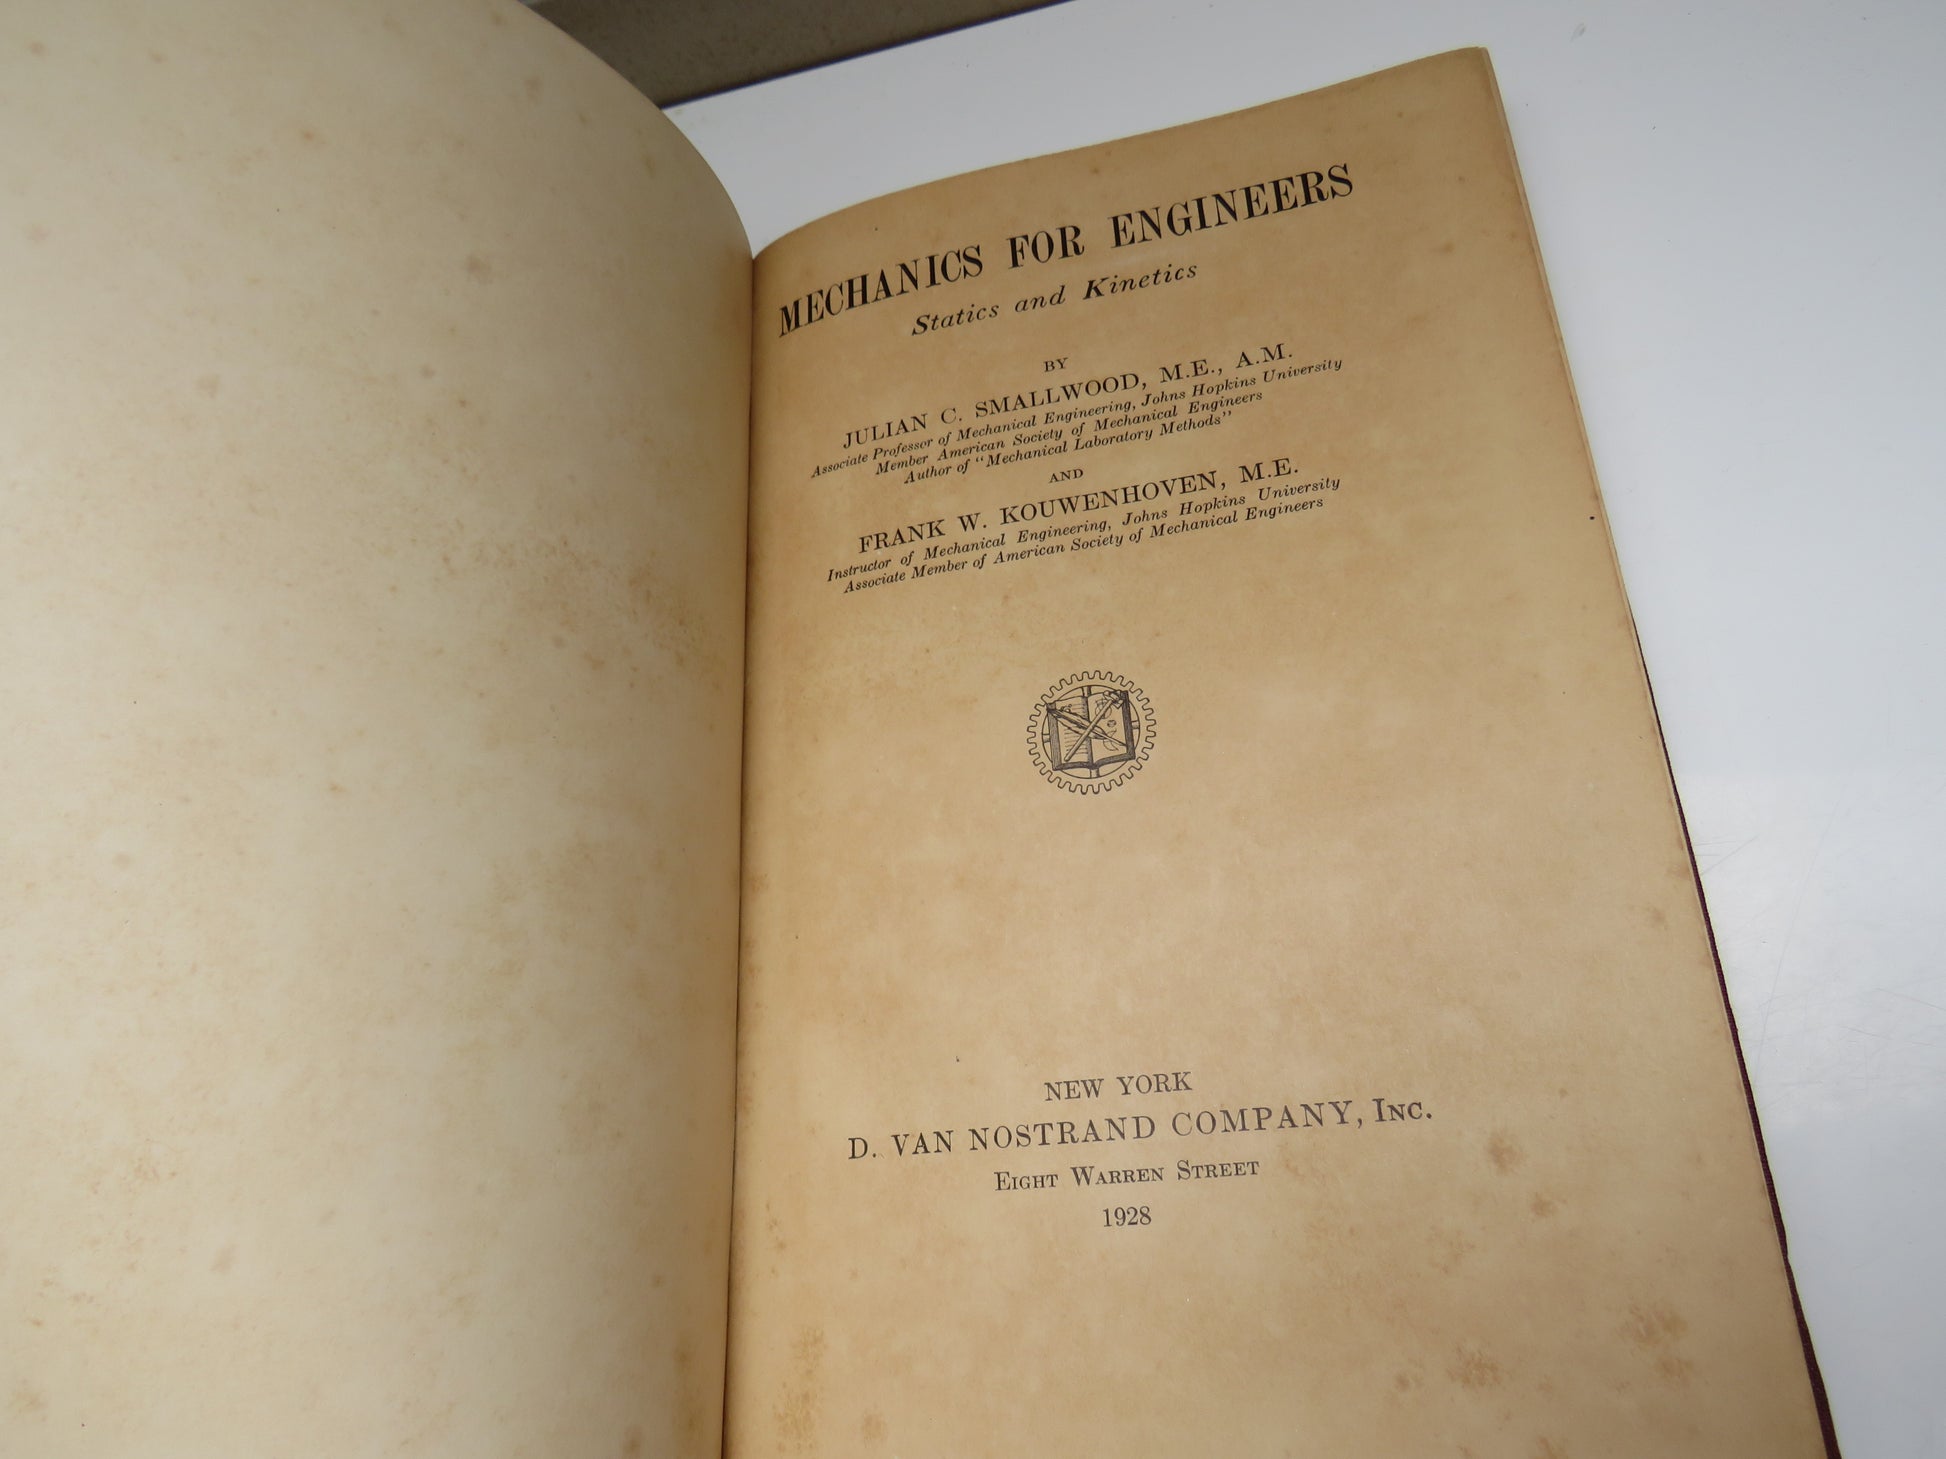 MECHANICS FOR ENGINEERS
Statics and Kinetics
BY
JULIAN C. SMALLWOOD, M.E., A.M.
Associate Professor of Mechanical Engineering, Johns Hopkins University
Member American Society of Mechanical Engineers
Author of "Mechanical Laboratory Methods"
AND
FRANK W. KOUWENHOVEN, M.E.
Instructor of Mechanical Engineering, Johns Hopkins University
Associate Member of American Society of Mechanical Engineers
NEW YORK
D. VAN NOSTRAND COMPANY, INC.
EIGHT WARREN STREET
1928